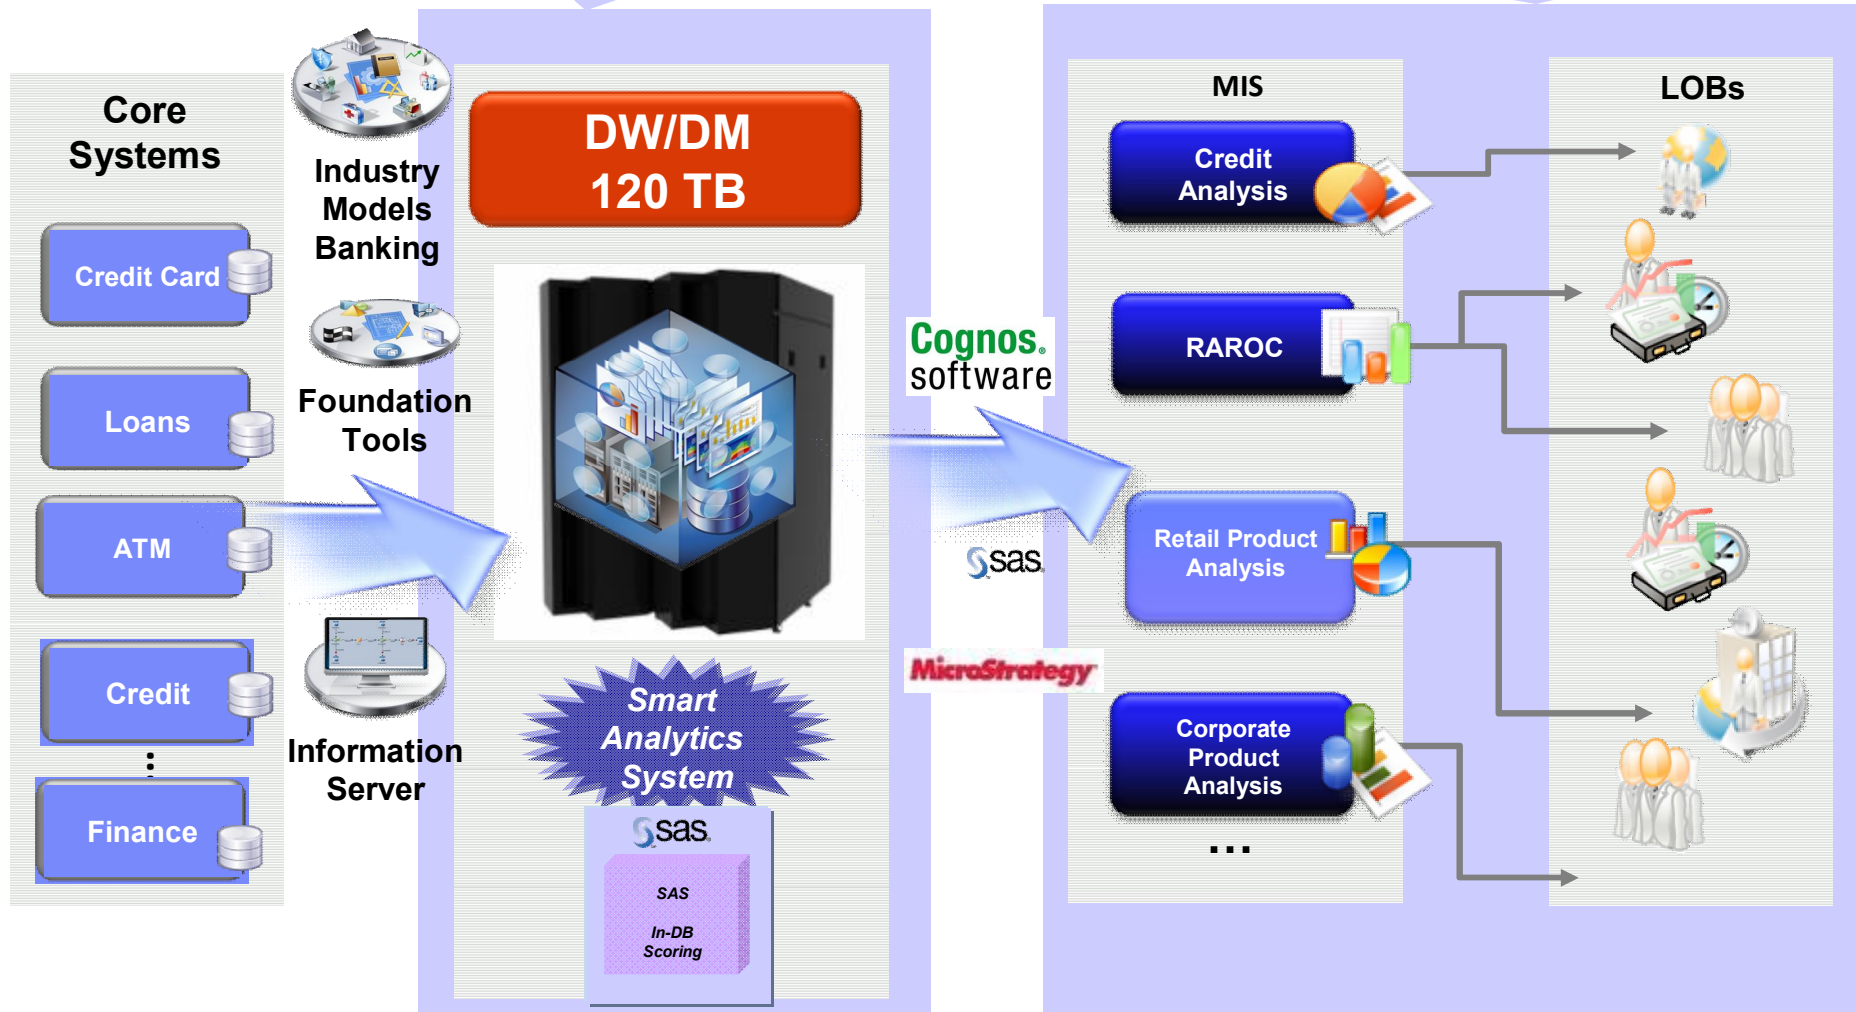 Core
Systems
Credit Card
Loans
ATM
Credit
⋮
Finance
Industry
Models
Banking
Foundation
Tools
Information
Server
DW/DM
120 TB
Smart
Analytics
System
sas
SAS
In-DB
Scoring
Cognos.
software
sas
MicroStrategy
MIS
Credit
Analysis
RAROC
Retail Product
Analysis
Corporate
Product
Analysis
...
LOBs